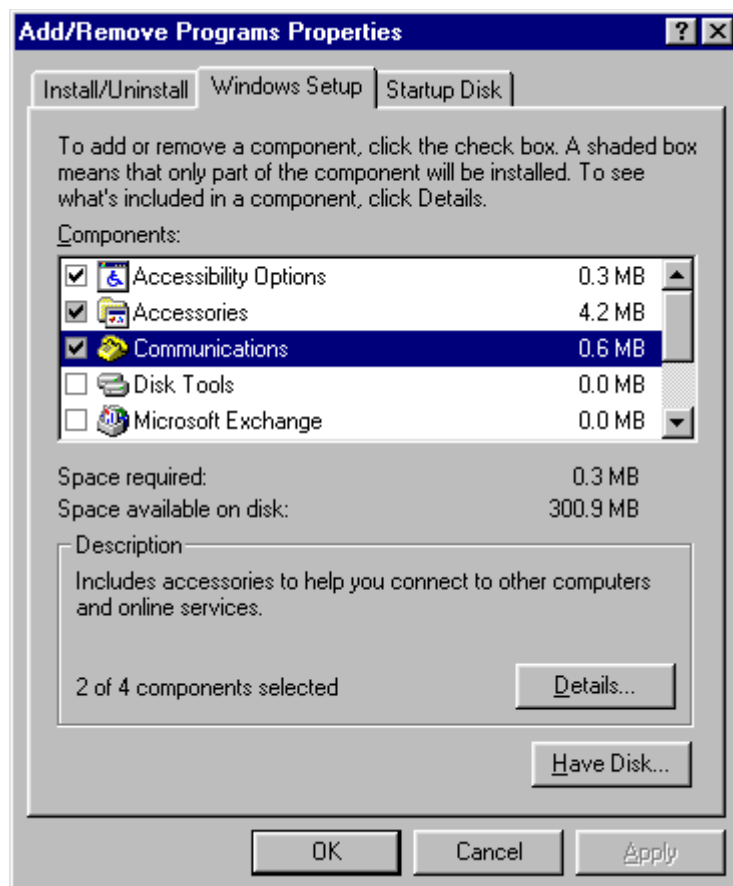 Add/Remove Programs Properties
Install/Uninstall Windows Setup Startup Disk
To add or remove a component, click the check box. A shaded box
means that only part of the component will be installed. To see
what's included in a component, click Details.
Components:
Accessibility Options 0.3 MB
Accessories 4.2 MB
Communications 0.6 MB
Disk Tools 0.0 MB
Microsoft Exchange 0.0 MB
Space required: 0.3 MB
Space available on disk: 300.9 MB
Description
Includes accessories to help you connect to other computers
and online services.
2 of 4 components selected Details...
Have Disk...
OK Cancel Apply